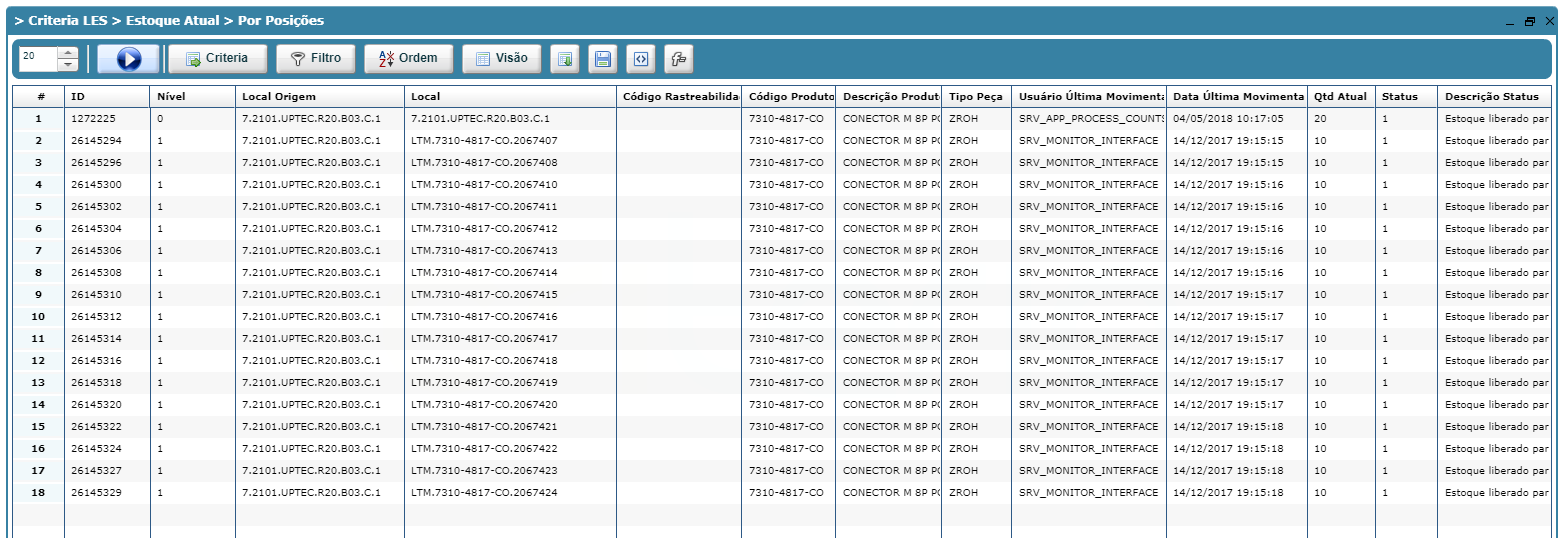 > Criteria LES > Estoque Atual > Por Posições
20 Criteria Filtro Ordem Visão
# ID Nível Local Origem Local Código Rastreabilida Código Produto Descrição Produt Tipo Peça Usuário Última Movimenta Data Última Movimenta Qtd Atual Status Descrição Status
1 1272225 0 7.2101.UPTEC.R20.B03.C.1 7.2101.UPTEC.R20.B03.C.1 7310-4817-CO CONECTOR M 8P PO ZROH SRV_APP_PROCESS_COUNTS 04/05/2018 10:17:05 20 1 Estoque liberado par
2 26145294 1 7.2101.UPTEC.R20.B03.C.1 LTM.7310-4817-CO.2067407 7310-4817-CO CONECTOR M 8P PO ZROH SRV_MONITOR_INTERFACE 14/12/2017 19:15:15 10 1 Estoque liberado par
3 26145296 1 7.2101.UPTEC.R20.B03.C.1 LTM.7310-4817-CO.2067408 7310-4817-CO CONECTOR M 8P PO ZROH SRV_MONITOR_INTERFACE 14/12/2017 19:15:15 10 1 Estoque liberado par
4 26145300 1 7.2101.UPTEC.R20.B03.C.1 LTM.7310-4817-CO.2067410 7310-4817-CO CONECTOR M 8P PO ZROH SRV_MONITOR_INTERFACE 14/12/2017 19:15:16 10 1 Estoque liberado par
5 26145302 1 7.2101.UPTEC.R20.B03.C.1 LTM.7310-4817-CO.2067411 7310-4817-CO CONECTOR M 8P PO ZROH SRV_MONITOR_INTERFACE 14/12/2017 19:15:16 10 1 Estoque liberado par
6 26145304 1 7.2101.UPTEC.R20.B03.C.1 LTM.7310-4817-CO.2067412 7310-4817-CO CONECTOR M 8P PO ZROH SRV_MONITOR_INTERFACE 14/12/2017 19:15:16 10 1 Estoque liberado par
7 26145306 1 7.2101.UPTEC.R20.B03.C.1 LTM.7310-4817-CO.2067413 7310-4817-CO CONECTOR M 8P PO ZROH SRV_MONITOR_INTERFACE 14/12/2017 19:15:16 10 1 Estoque liberado par
8 26145308 1 7.2101.UPTEC.R20.B03.C.1 LTM.7310-4817-CO.2067414 7310-4817-CO CONECTOR M 8P PO ZROH SRV_MONITOR_INTERFACE 14/12/2017 19:15:16 10 1 Estoque liberado par
9 26145310 1 7.2101.UPTEC.R20.B03.C.1 LTM.7310-4817-CO.2067415 7310-4817-CO CONECTOR M 8P PO ZROH SRV_MONITOR_INTERFACE 14/12/2017 19:15:17 10 1 Estoque liberado par
10 26145312 1 7.2101.UPTEC.R20.B03.C.1 LTM.7310-4817-CO.2067416 7310-4817-CO CONECTOR M 8P PO ZROH SRV_MONITOR_INTERFACE 14/12/2017 19:15:17 10 1 Estoque liberado par
11 26145314 1 7.2101.UPTEC.R20.B03.C.1 LTM.7310-4817-CO.2067417 7310-4817-CO CONECTOR M 8P PO ZROH SRV_MONITOR_INTERFACE 14/12/2017 19:15:17 10 1 Estoque liberado par
12 26145316 1 7.2101.UPTEC.R20.B03.C.1 LTM.7310-4817-CO.2067418 7310-4817-CO CONECTOR M 8P PO ZROH SRV_MONITOR_INTERFACE 14/12/2017 19:15:17 10 1 Estoque liberado par
13 26145318 1 7.2101.UPTEC.R20.B03.C.1 LTM.7310-4817-CO.2067419 7310-4817-CO CONECTOR M 8P PO ZROH SRV_MONITOR_INTERFACE 14/12/2017 19:15:17 10 1 Estoque liberado par
14 26145320 1 7.2101.UPTEC.R20.B03.C.1 LTM.7310-4817-CO.2067420 7310-4817-CO CONECTOR M 8P PO ZROH SRV_MONITOR_INTERFACE 14/12/2017 19:15:17 10 1 Estoque liberado par
15 26145322 1 7.2101.UPTEC.R20.B03.C.1 LTM.7310-4817-CO.2067421 7310-4817-CO CONECTOR M 8P PO ZROH SRV_MONITOR_INTERFACE 14/12/2017 19:15:18 10 1 Estoque liberado par
16 26145324 1 7.2101.UPTEC.R20.B03.C.1 LTM.7310-4817-CO.2067422 7310-4817-CO CONECTOR M 8P PO ZROH SRV_MONITOR_INTERFACE 14/12/2017 19:15:18 10 1 Estoque liberado par
17 26145327 1 7.2101.UPTEC.R20.B03.C.1 LTM.7310-4817-CO.2067423 7310-4817-CO CONECTOR M 8P PO ZROH SRV_MONITOR_INTERFACE 14/12/2017 19:15:18 10 1 Estoque liberado par
18 26145329 1 7.2101.UPTEC.R20.B03.C.1 LTM.7310-4817-CO.2067424 7310-4817-CO CONECTOR M 8P PO ZROH SRV_MONITOR_INTERFACE 14/12/2017 19:15:18 10 1 Estoque liberado par